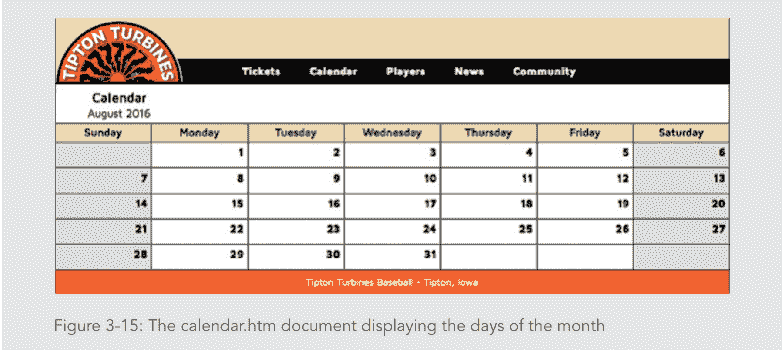 TIPTON TURBINES
Tickets Calendar Players News Community
Calendar
August 2016
Sunday Monday Tuesday Wednesday Thursday Friday Saturday
1 2 3 4 5 6
7 8 9 10 11 12 13
14 15 16 17 18 19 20
21 22 23 24 25 26 27
28 29 30 31
Tipton Turbines Baseball • Tipton, Iowa
Figure 3-15: The calendar.htm document displaying the days of the month